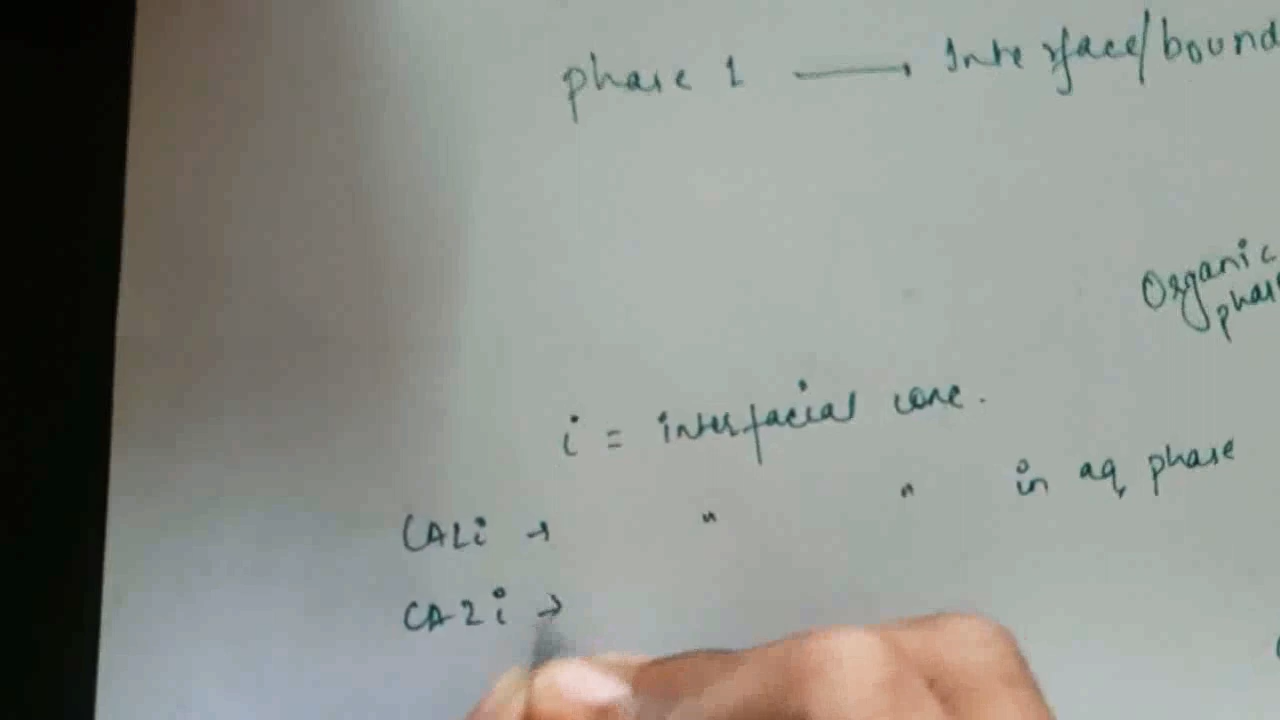 phase 1 → Interface/bound
Organic
phas
i = interfacial conc.
CA1i → " " in aq phase
CA2i →